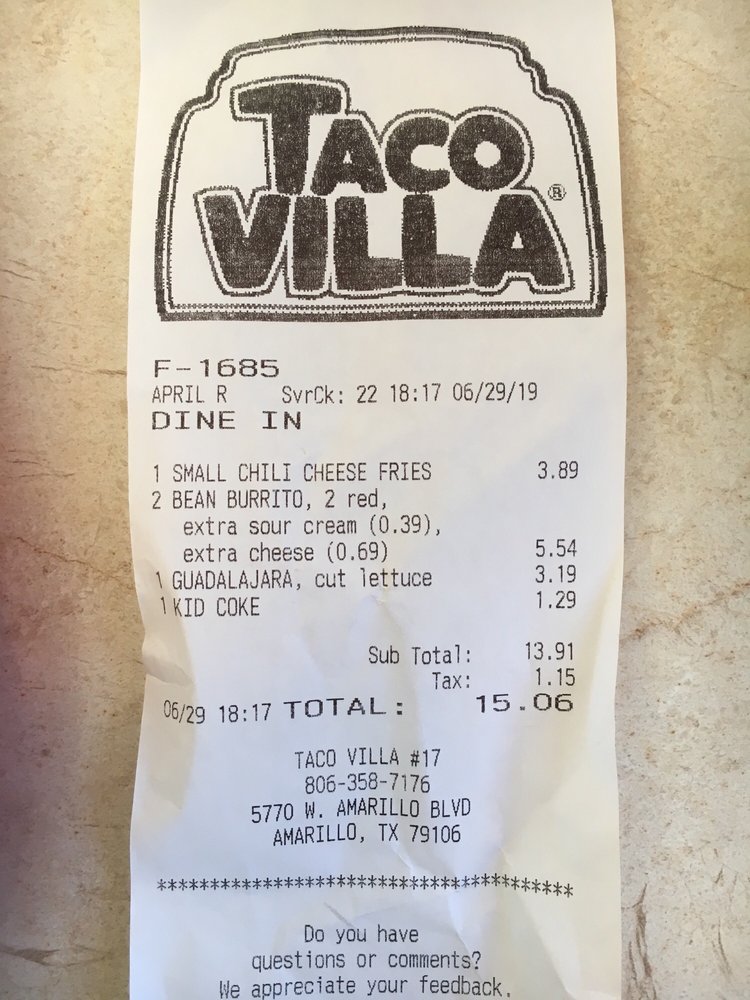 TACO
VILLA®
F-1685
APRIL R SvrCk: 22 18:17 06/29/19
DINE IN
1 SMALL CHILI CHEESE FRIES 3.89
2 BEAN BURRITO, 2 red,
extra sour cream (0.39),
extra cheese (0.69) 5.54
1 GUADALAJARA, cut lettuce 3.19
1 KID COKE 1.29
Sub Total: 13.91
Tax: 1.15
06/29 18:17 TOTAL: 15.06
TACO VILLA #17
806-358-7176
5770 W. AMARILLO BLVD
AMARILLO, TX 79106
****************************************
Do you have
questions or comments?
We appreciate your feedback.